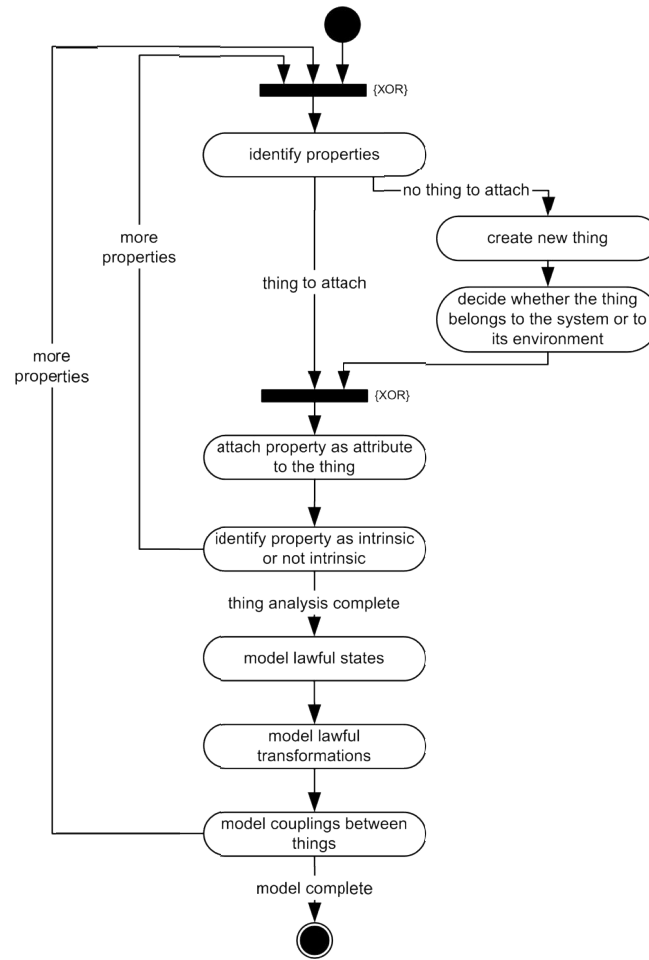 {XOR}
identify properties
no thing to attach
create new thing
more
properties
thing to attach
decide whether the thing
belongs to the system or to
its environment
more
properties
{XOR}
attach property as attribute
to the thing
identify property as intrinsic
or not intrinsic
thing analysis complete
model lawful states
model lawful
transformations
model couplings between
things
model complete